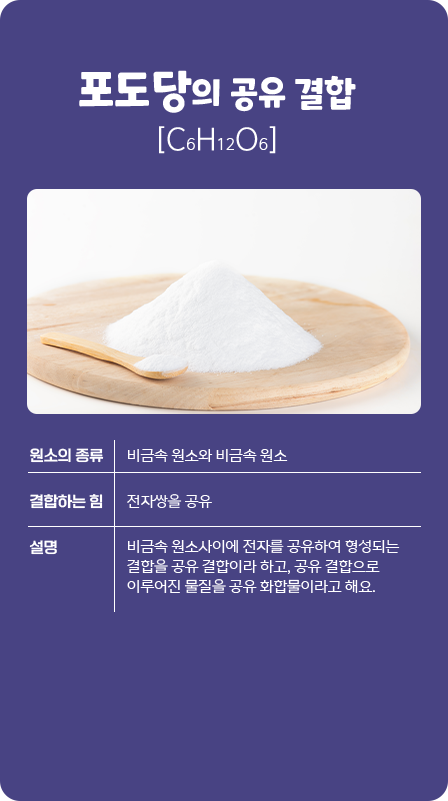 포도당의 공유 결합
[C₆H₁₂O₆]
원소의 종류 비금속 원소와 비금속 원소
결합하는 힘 전자쌍을 공유
설명 비금속 원소사이에 전자를 공유하여 형성되는
결합을 공유 결합이라 하고, 공유 결합으로
이루어진 물질을 공유 화합물이라고 해요.